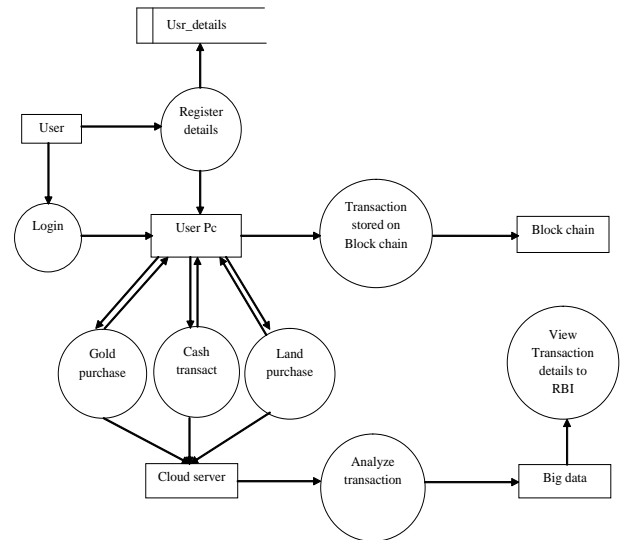 Usr_details
Register
details
User
Login
User Pc
Transaction
stored on
Block chain
Block chain
Gold
purchase
Cash
transact
Land
purchase
View
Transaction
details to
RBI
Cloud server
Analyze
transaction
Big data